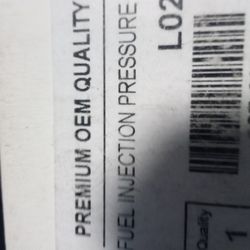 PREMIUM OEM QUALITY
FUEL INJECTION PRESSURE
L02
Quality
1